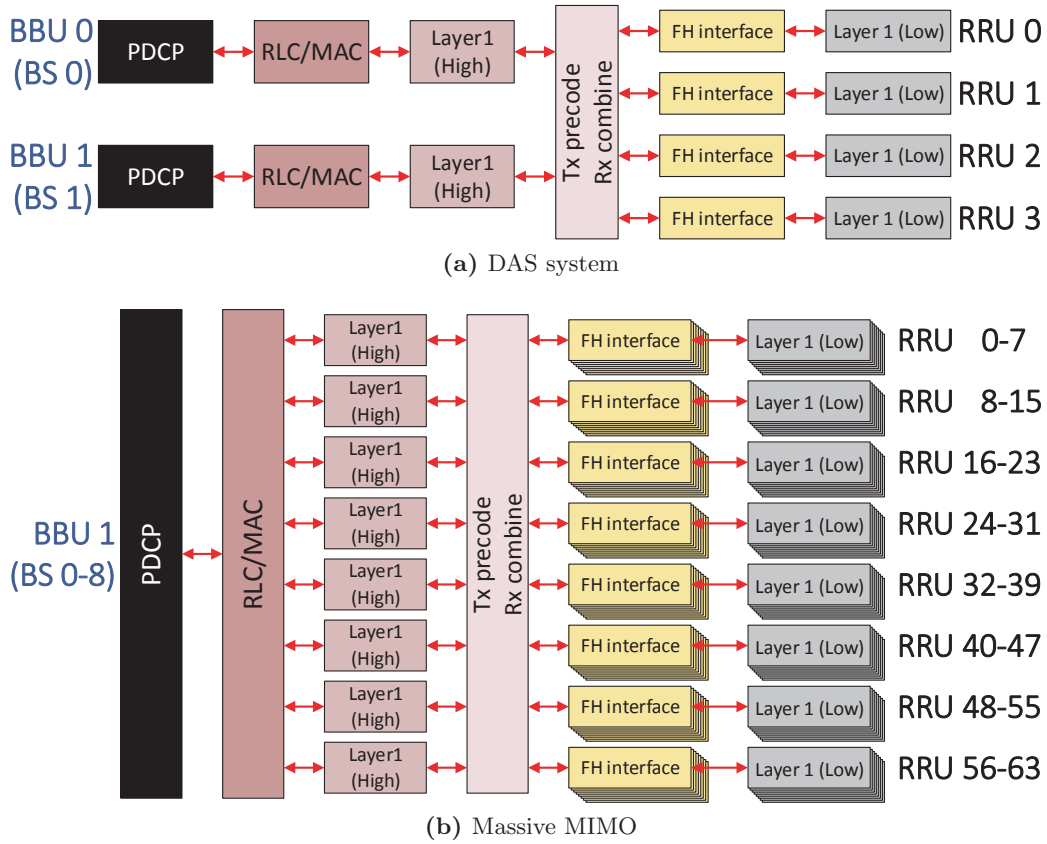 BBU 0
(BS 0)
PDCP
RLC/MAC
Layer1
(High)
BBU 1
(BS 1)
PDCP
RLC/MAC
Layer1
(High)
Tx precode
Rx combine
FH interface
Layer 1 (Low)
RRU 0
FH interface
Layer 1 (Low)
RRU 1
FH interface
Layer 1 (Low)
RRU 2
FH interface
Layer 1 (Low)
RRU 3
(a) DAS system
BBU 1
(BS 0-8)
PDCP
RLC/MAC
Layer1
(High)
Layer1
(High)
Layer1
(High)
Layer1
(High)
Layer1
(High)
Layer1
(High)
Layer1
(High)
Layer1
(High)
Tx precode
Rx combine
FH interface
Layer 1 (Low)
RRU 0-7
FH interface
Layer 1 (Low)
RRU 8-15
FH interface
Layer 1 (Low)
RRU 16-23
FH interface
Layer 1 (Low)
RRU 24-31
FH interface
Layer 1 (Low)
RRU 32-39
FH interface
Layer 1 (Low)
RRU 40-47
FH interface
Layer 1 (Low)
RRU 48-55
FH interface
Layer 1 (Low)
RRU 56-63
(b) Massive MIMO